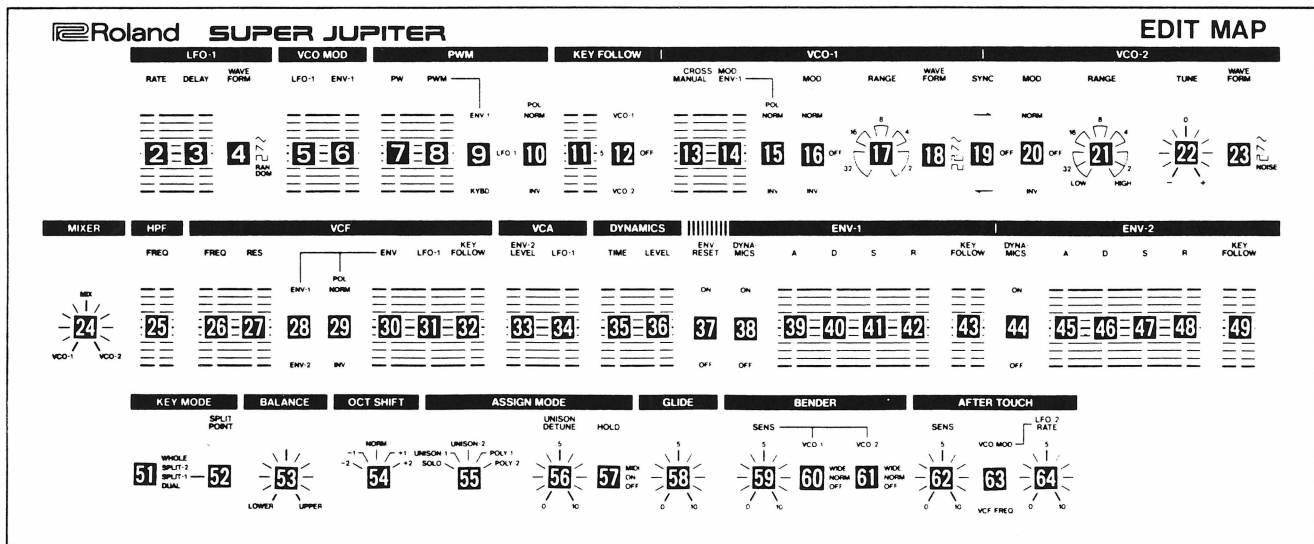 Roland SUPER JUPITER EDIT MAP
LFO-1 VCO MOD PWM KEY FOLLOW VCO-1 VCO-2
RATE DELAY WAVE FORM LFO-1 ENV-1 PW PWM CROSS MOD MANUAL ENV-1 MOD RANGE WAVE FORM SYNC MOD RANGE TUNE WAVE FORM
ENV-1 POL NORM VCO-1 POL NORM NORM 16 8 4 NORM 16 8 4 0
2 3 4 RAN DOM 5 6 7 8 9 LFO 1 10 11 5 12 OFF 13 14 15 16 OFF 17 18 19 OFF 20 OFF 21 22 23 NOISE
KYBD INV VCO 2 INV INV 32 2 INV 32 2 LOW HIGH - +
MIXER HPF VCF VCA DYNAMICS ENV-1 ENV-2
FREQ FREQ RES ENV LFO-1 KEY FOLLOW ENV-2 LEVEL LFO-1 TIME LEVEL ENV RESET DYNA-MICS A D S R KEY FOLLOW DYNA-MICS A D S R KEY FOLLOW
MIX ENV-1 POL NORM ON ON ON
24 25 26 27 28 29 30 31 32 33 34 35 36 37 38 39 40 41 42 43 44 45 46 47 48 49
VCO-1 VCO-2 ENV-2 INV OFF OFF OFF
KEY MODE BALANCE OCT SHIFT ASSIGN MODE GLIDE BENDER AFTER TOUCH
SPLIT POINT UNISON DETUNE HOLD SENS VCO 1 VCO 2 SENS VCO MOD LFO 2 RATE
NORM -1 +1 -2 +2 SOLO UNISON-1 UNISON-2 POLY 1 POLY 2 5 5 5 5 5
51 WHOLE SPLIT-2 SPLIT-1 DUAL 52 53 54 55 56 57 MIDI ON OFF 58 59 60 WIDE NORM OFF 61 WIDE NORM OFF 62 63 64
LOWER UPPER 0 10 0 10 0 10 0 10 VCF FREQ 0 10